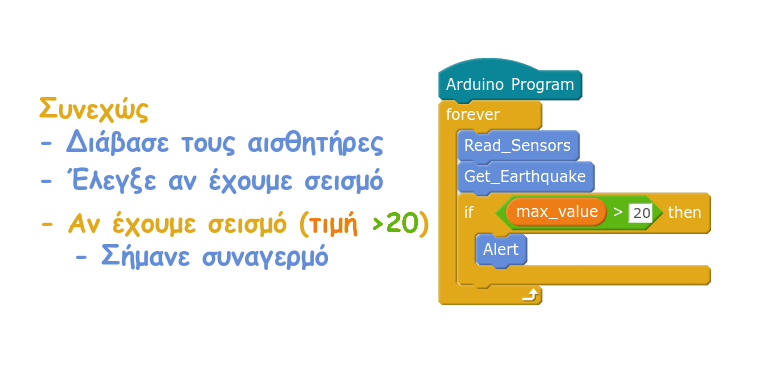 Συνεχώς
- Διάβασε τους αισθητήρες
- Έλεγξε αν έχουμε σεισμό
- Αν έχουμε σεισμό (τιμή >20)
- Σήμανε συναγερμό
Arduino Program
forever
Read_Sensors
Get_Earthquake
if max_value > 20 then
Alert